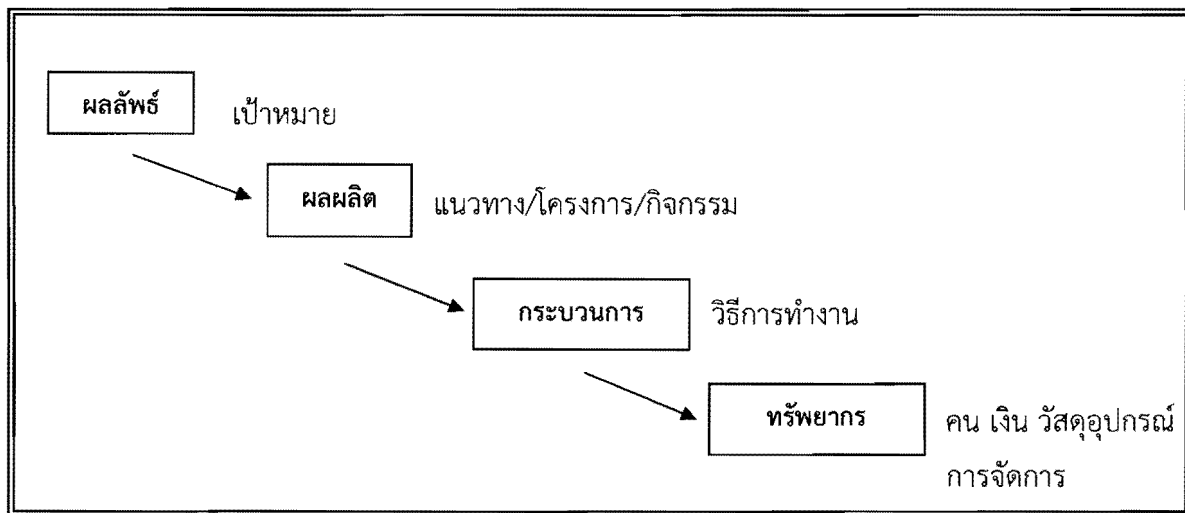 ผลลัพธ์ เป้าหมาย
ผลผลิต แนวทาง/โครงการ/กิจกรรม
กระบวนการ วิธีการทำงาน
ทรัพยากร คน เงิน วัสดุอุปกรณ์
การจัดการ